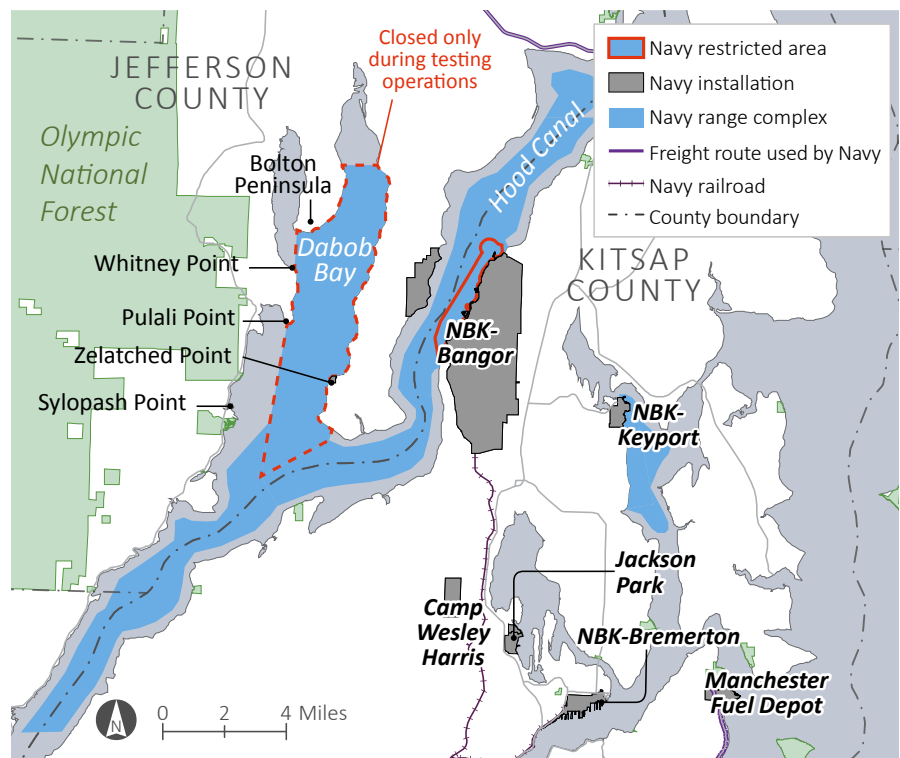 Closed only
during testing
operations
JEFFERSON
COUNTY
Olympic
National
Forest
Bolton
Peninsula
Hood Canal
Dabob
Bay
Whitney Point
Pulali Point
Zelatched Point
Sylopash Point
NBK-
Bangor
KITSAP
COUNTY
NBK-
Keyport
Jackson
Park
Camp
Wesley
Harris
NBK-Bremerton
Manchester
Fuel Depot
Navy restricted area
Navy installation
Navy range complex
Freight route used by Navy
Navy railroad
County boundary
N
0 2 4 Miles